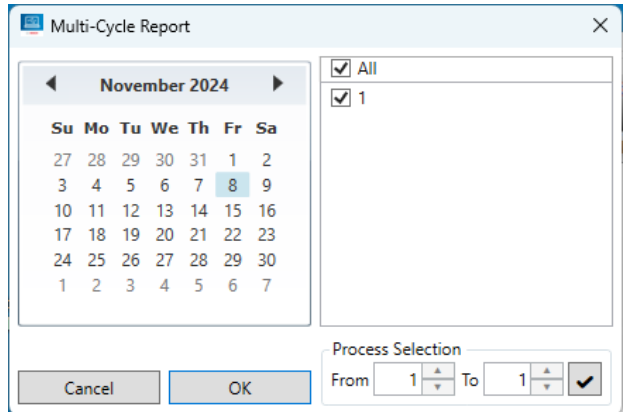 Multi-Cycle Report
November 2024
Su Mo Tu We Th Fr Sa
27 28 29 30 31 1 2
3 4 5 6 7 8 9
10 11 12 13 14 15 16
17 18 19 20 21 22 23
24 25 26 27 28 29 30
1 2 3 4 5 6 7
All
1
Process Selection
From 1 To 1
Cancel OK